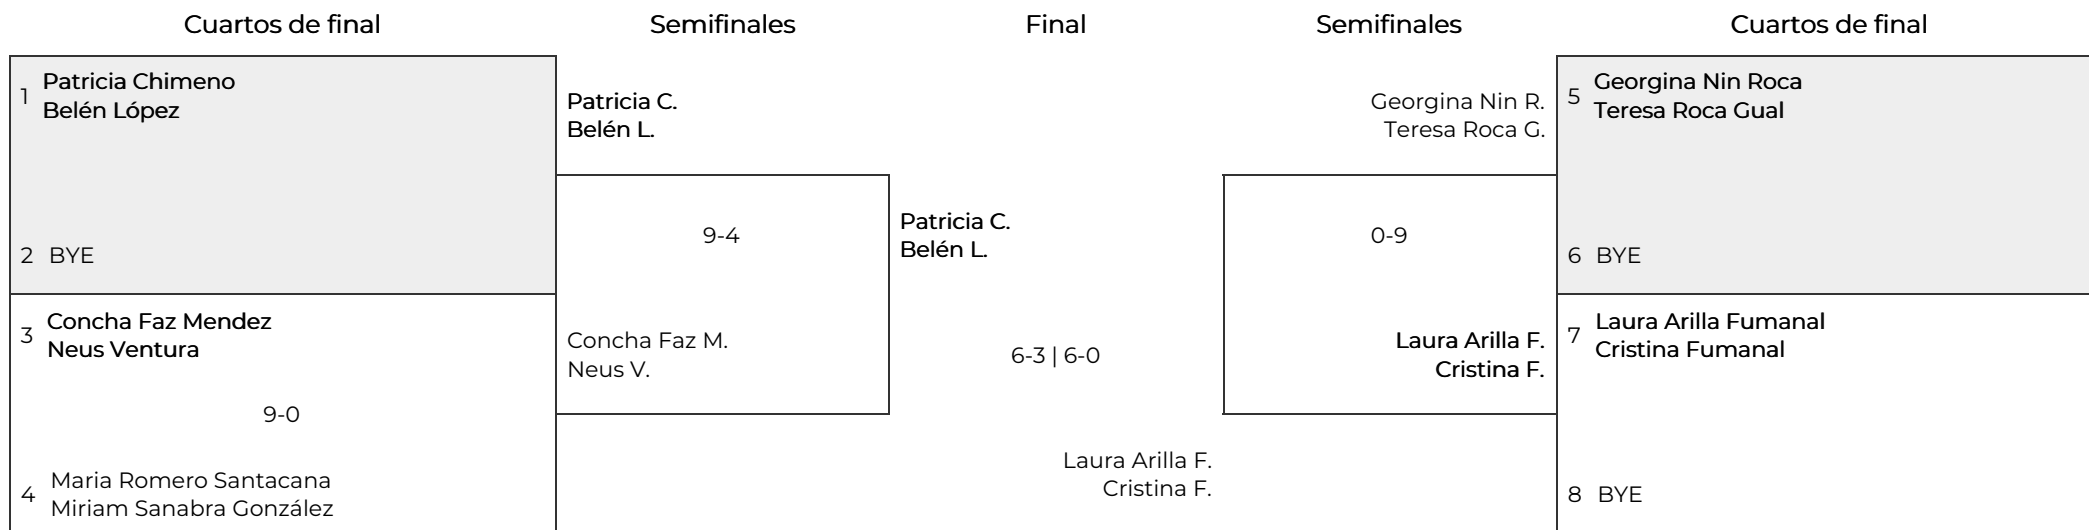 Cuartos de final
Semifinales
Final
Semifinales
Cuartos de final
1
Patricia Chimeno
Belén López
2 BYE
3
Concha Faz Mendez
Neus Ventura
9-0
4
Maria Romero Santacana
Miriam Sanabra González
Patricia C.
Belén L.
9-4
Concha Faz M.
Neus V.
Patricia C.
Belén L.
6-3 | 6-0
Laura Arilla F.
Cristina F.
Georgina Nin R.
Teresa Roca G.
0-9
Laura Arilla F.
Cristina F.
5
Georgina Nin Roca
Teresa Roca Gual
6 BYE
7
Laura Arilla Fumanal
Cristina Fumanal
8 BYE